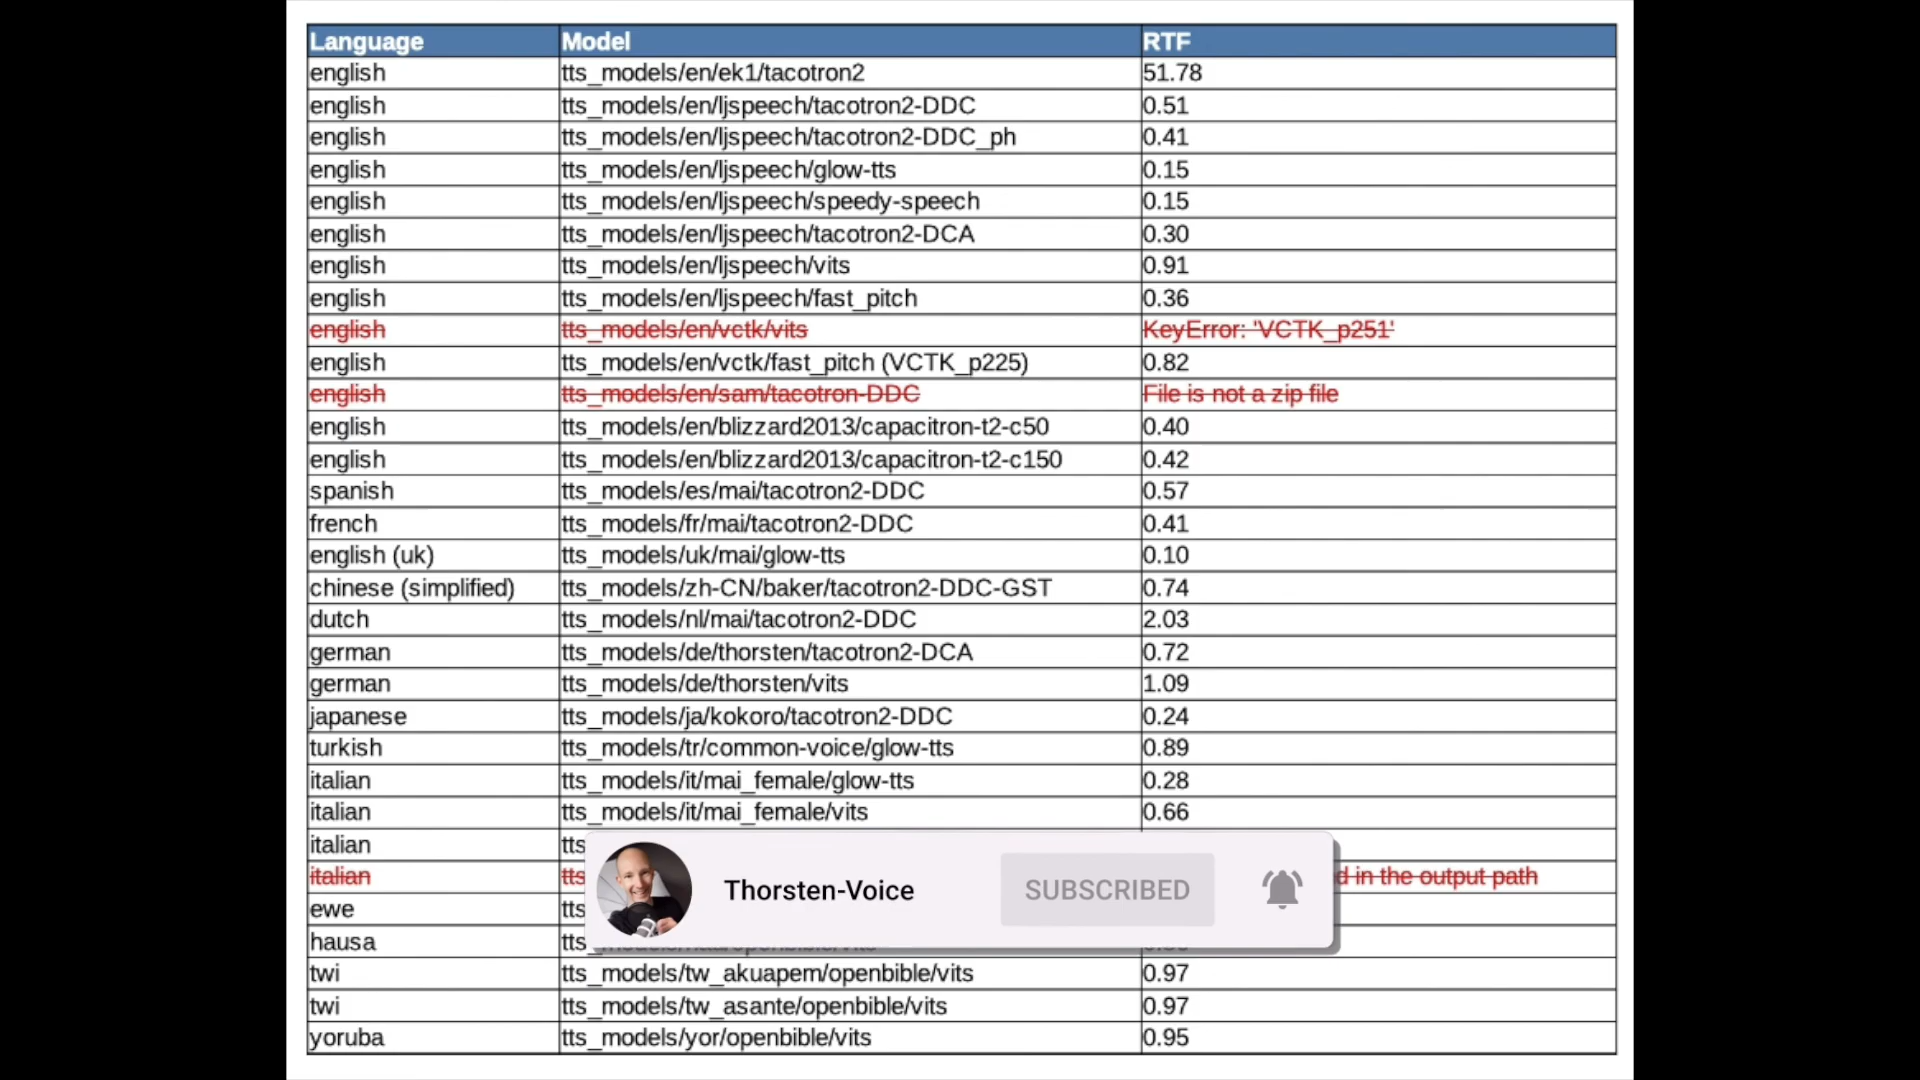 Language Model RTF
english tts_models/en/ek1/tacotron2 51.78
english tts_models/en/ljspeech/tacotron2-DDC 0.51
english tts_models/en/ljspeech/tacotron2-DDC_ph 0.41
english tts_models/en/ljspeech/glow-tts 0.15
english tts_models/en/ljspeech/speedy-speech 0.15
english tts_models/en/ljspeech/tacotron2-DCA 0.30
english tts_models/en/ljspeech/vits 0.91
english tts_models/en/ljspeech/fast_pitch 0.36
english tts_models/en/vctk/vits KeyError: 'VCTK_p251'
english tts_models/en/vctk/fast_pitch (VCTK_p225) 0.82
english tts_models/en/sam/tacotron-DDC File is not a zip file
english tts_models/en/blizzard2013/capacitron-t2-c50 0.40
english tts_models/en/blizzard2013/capacitron-t2-c150 0.42
spanish tts_models/es/mai/tacotron2-DDC 0.57
french tts_models/fr/mai/tacotron2-DDC 0.41
english (uk) tts_models/uk/mai/glow-tts 0.10
chinese (simplified) tts_models/zh-CN/baker/tacotron2-DDC-GST 0.74
dutch tts_models/nl/mai/tacotron2-DDC 2.03
german tts_models/de/thorsten/tacotron2-DCA 0.72
german tts_models/de/thorsten/vits 1.09
japanese tts_models/ja/kokoro/tacotron2-DDC 0.24
turkish tts_models/tr/common-voice/glow-tts 0.89
italian tts_models/it/mai_female/glow-tts 0.28
italian tts_models/it/mai_female/vits 0.66
italian tts
italian tts in the output path
ewe tts
hausa tts
Thorsten-Voice SUBSCRIBED
twi tts_models/tw_akuapem/openbible/vits 0.97
twi tts_models/tw_asante/openbible/vits 0.97
yoruba tts_models/yor/openbible/vits 0.95